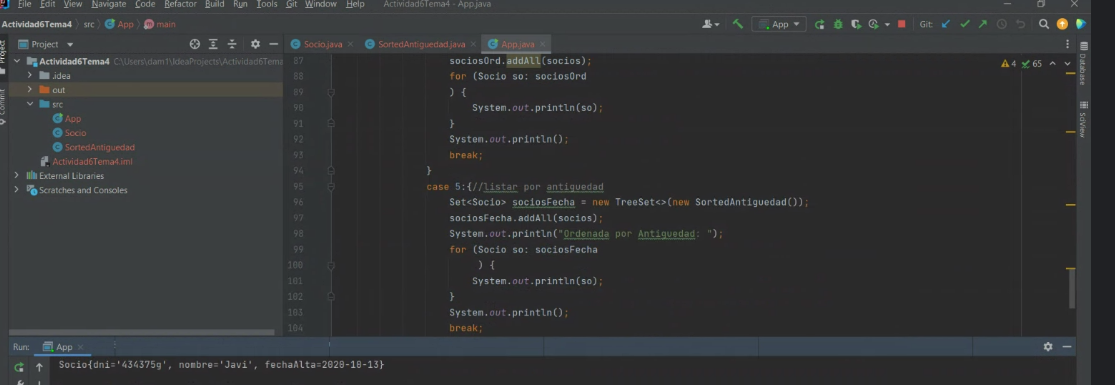 File Edit View Navigate Code Refactor Build Run Tools Git Window Help Actividad6Tema4 - App.java
Actividad6Tema4 src App main
App Git:
Project
Socio.java SortedAntiguedad.java App.java
Project
Commit
Database
SciView
Actividad6Tema4 C:\Users\dam1\IdeaProjects\Actividad6Tema
.idea
out
src
App
Socio
SortedAntiguedad
Actividad6Tema4.iml
External Libraries
Scratches and Consoles
4 65
87 sociosOrd.addAll(socios);
88 for (Socio so: sociosOrd
89 ) {
90 System.out.println(so);
91 }
92 System.out.println();
93 break;
94 }
95 case 5:{//listar por antiguedad
96 Set<Socio> sociosFecha = new TreeSet<>(new SortedAntiguedad());
97 sociosFecha.addAll(socios);
98 System.out.println("Ordenada por Antiguedad: ");
99 for (Socio so: sociosFecha
100 ) {
101 System.out.println(so);
102 }
103 System.out.println();
104 break;
Run: App
Socio{dni='434375g', nombre='Javi', fechaAlta=2020-10-13}